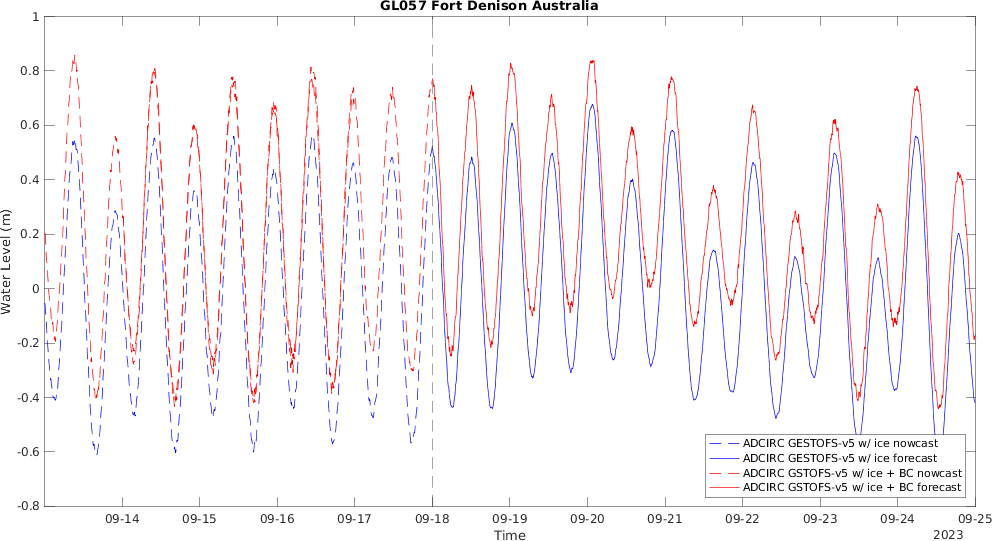 GL057 Fort Denison Australia
Water Level (m)
1
0.8
0.6
0.4
0.2
0
-0.2
-0.4
-0.6
-0.8
09-14 09-15 09-16 09-17 09-18 09-19 09-20 09-21 09-22 09-23 09-24 09-25
Time
2023
ADCIRC GESTOFS-v5 w/ ice nowcast
ADCIRC GESTOFS-v5 w/ ice forecast
ADCIRC GSTOFS-v5 w/ ice + BC nowcast
ADCIRC GSTOFS-v5 w/ ice + BC forecast